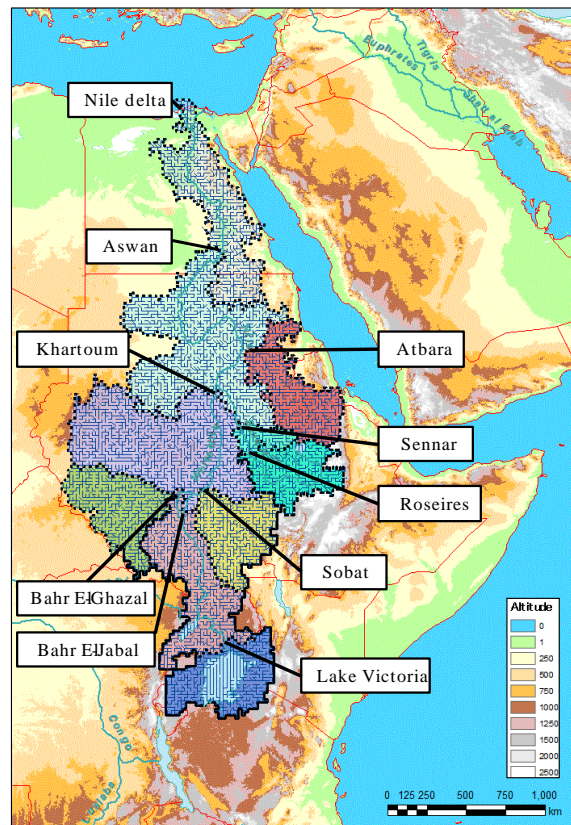 Nile delta
Euphrates
Tigris
Shatt al Arab
Aswan
Khartoum
Atbara
Sennar
Roseires
Sobat
Bahr El-Ghazal
Bahr El-Jabal
Lake Victoria
Congo
Lualaba
Altitude
0
1
250
500
750
1000
1250
1500
2000
2500
0 125 250 500 750 1,000
km